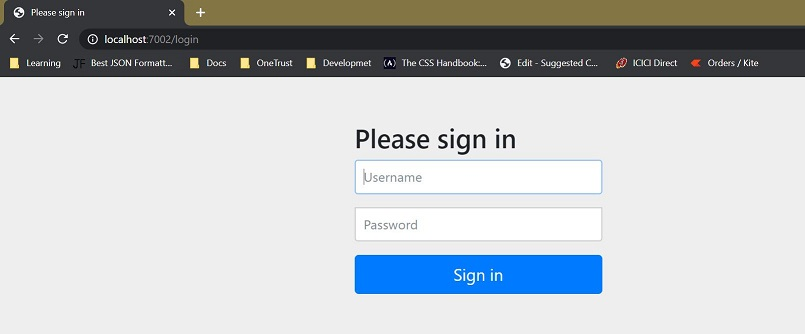 Please sign in
localhost:7002/login
Learning JF Best JSON Formatt... Docs OneTrust Developmet (A) The CSS Handbook:... Edit - Suggested C... ICICI Direct Orders / Kite
Please sign in
Username
Password
Sign in